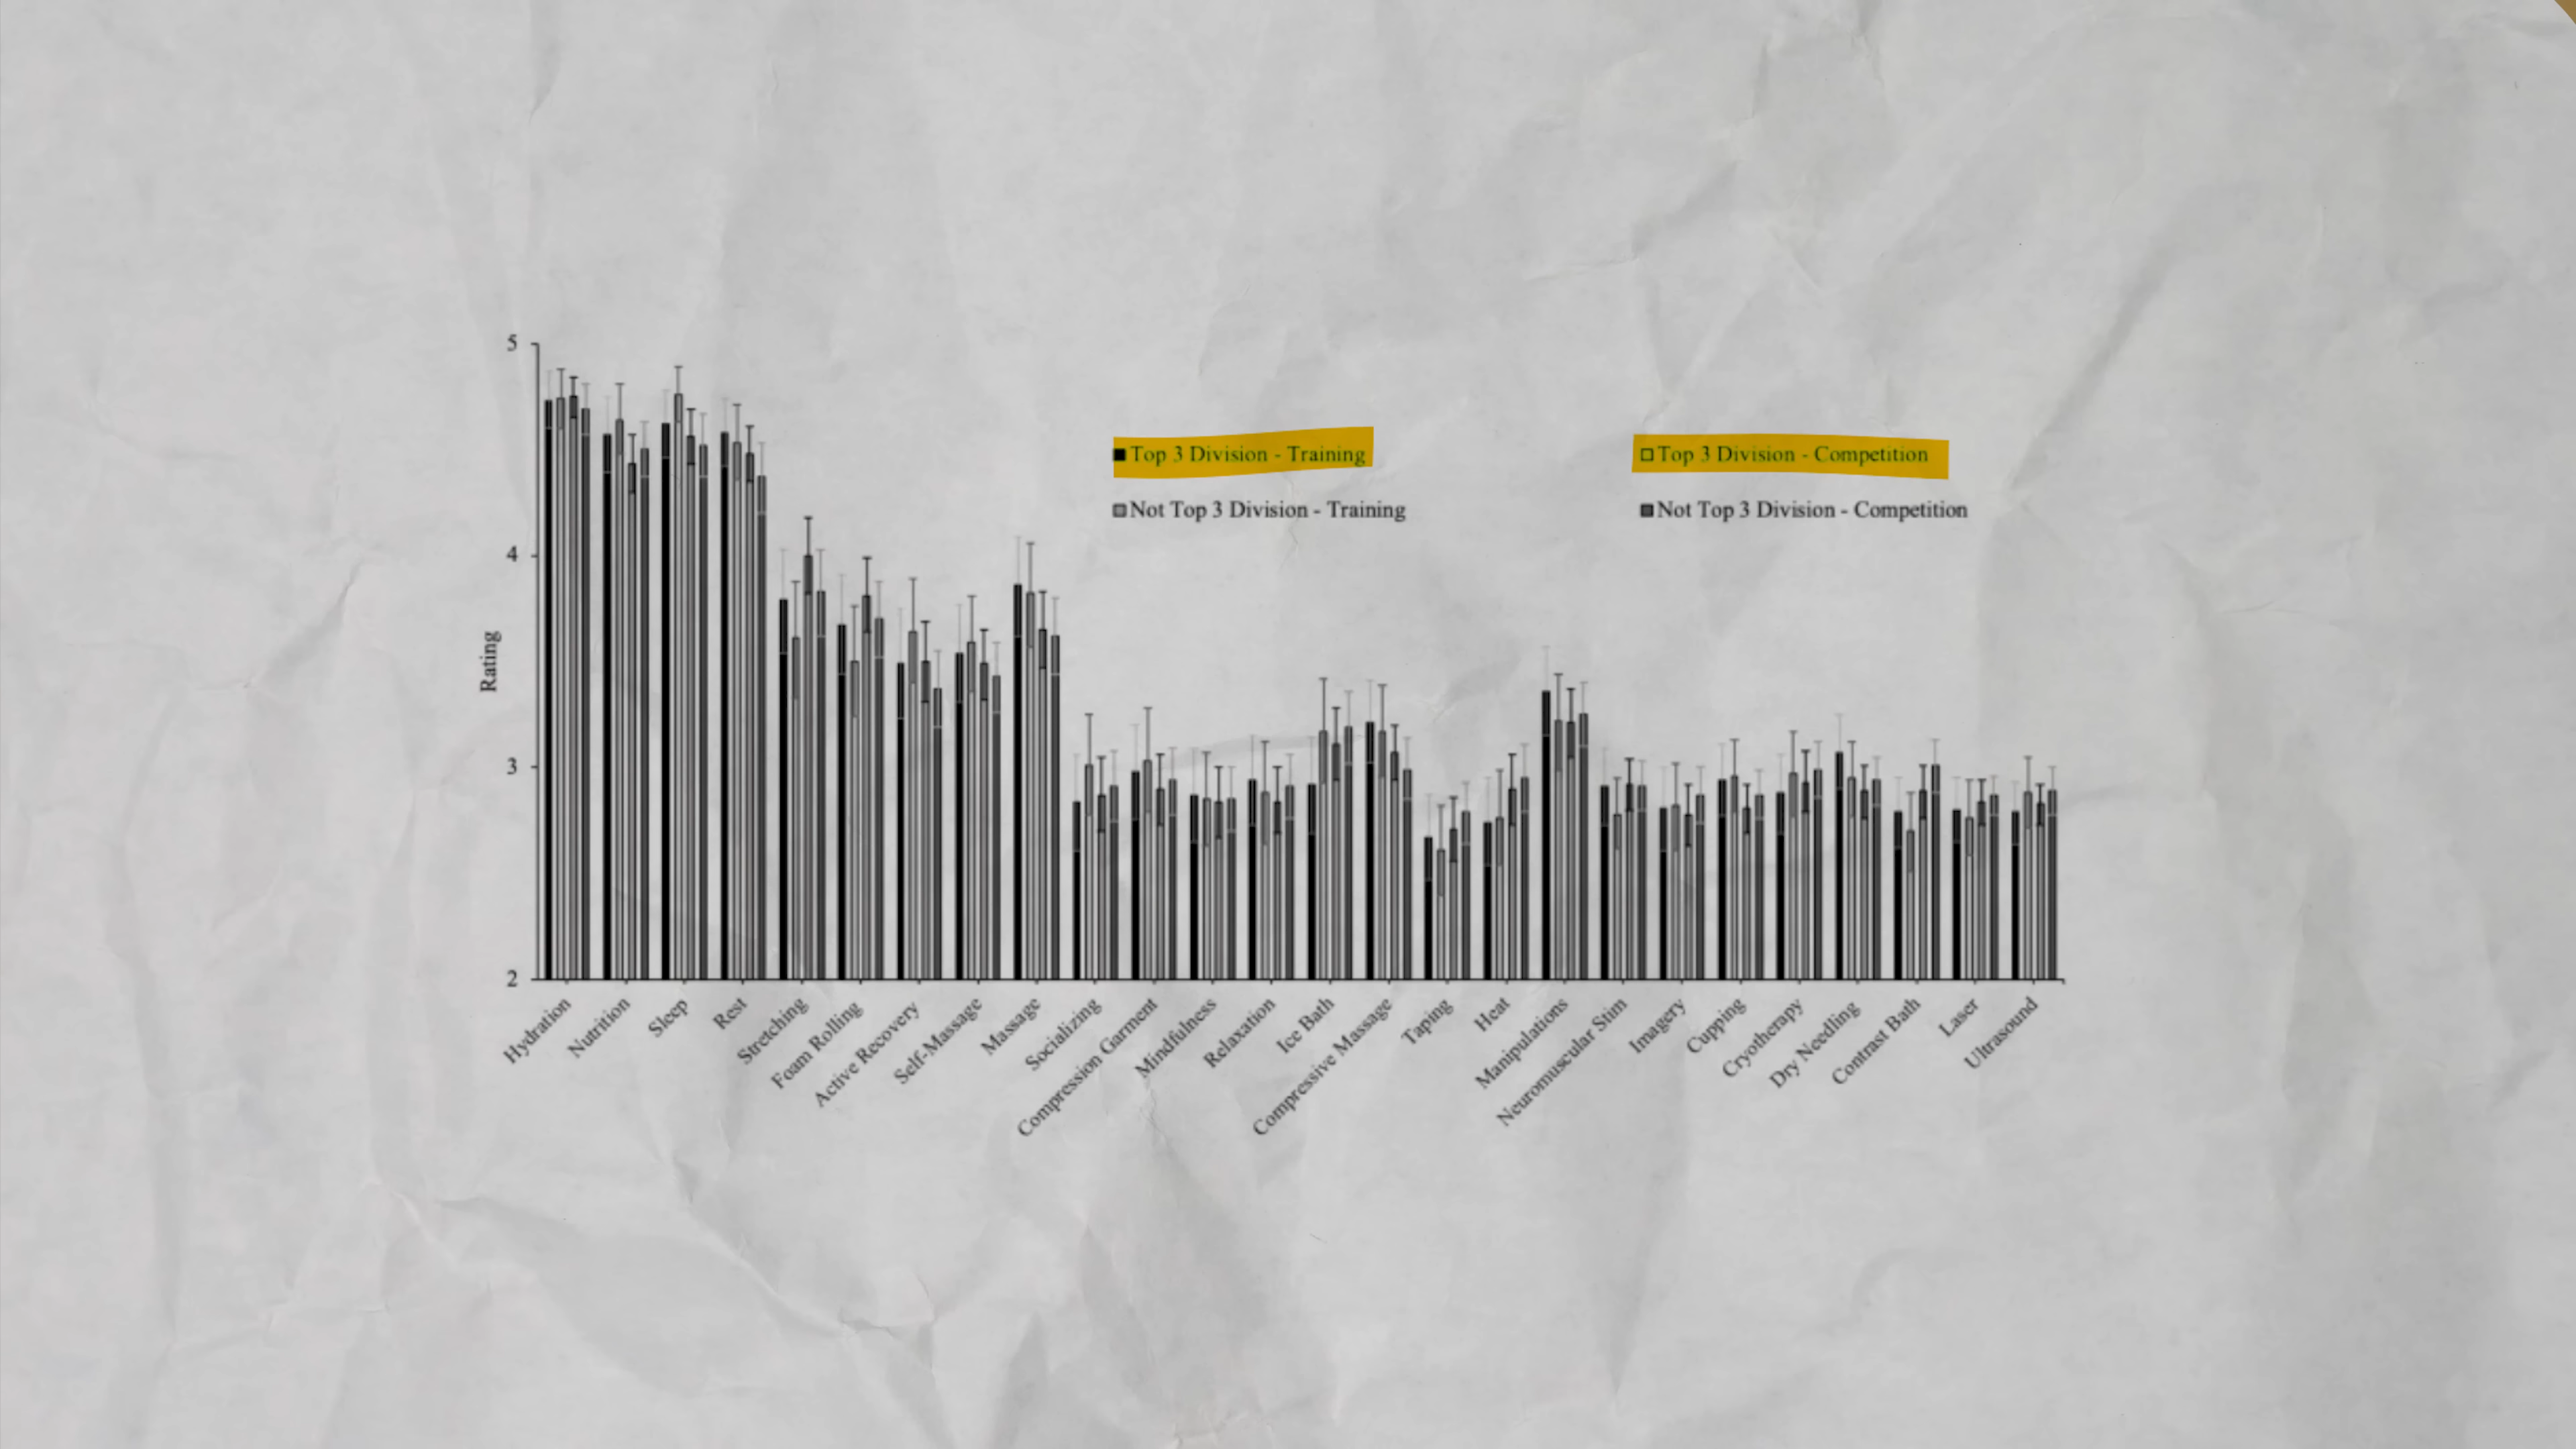 5
Top 3 Division - Training
Top 3 Division - Competition
Not Top 3 Division - Training
Not Top 3 Division - Competition
4
Rating
3
2
Hydration
Nutrition
Sleep
Rest
Stretching
Foam Rolling
Active Recovery
Self-Massage
Massage
Socializing
Compression Garment
Mindfulness
Relaxation
Ice Bath
Compressive Massage
Taping
Heat
Manipulations
Neuromuscular Stim
Imagery
Cupping
Cryotherapy
Dry Needling
Contrast Bath
Laser
Ultrasound